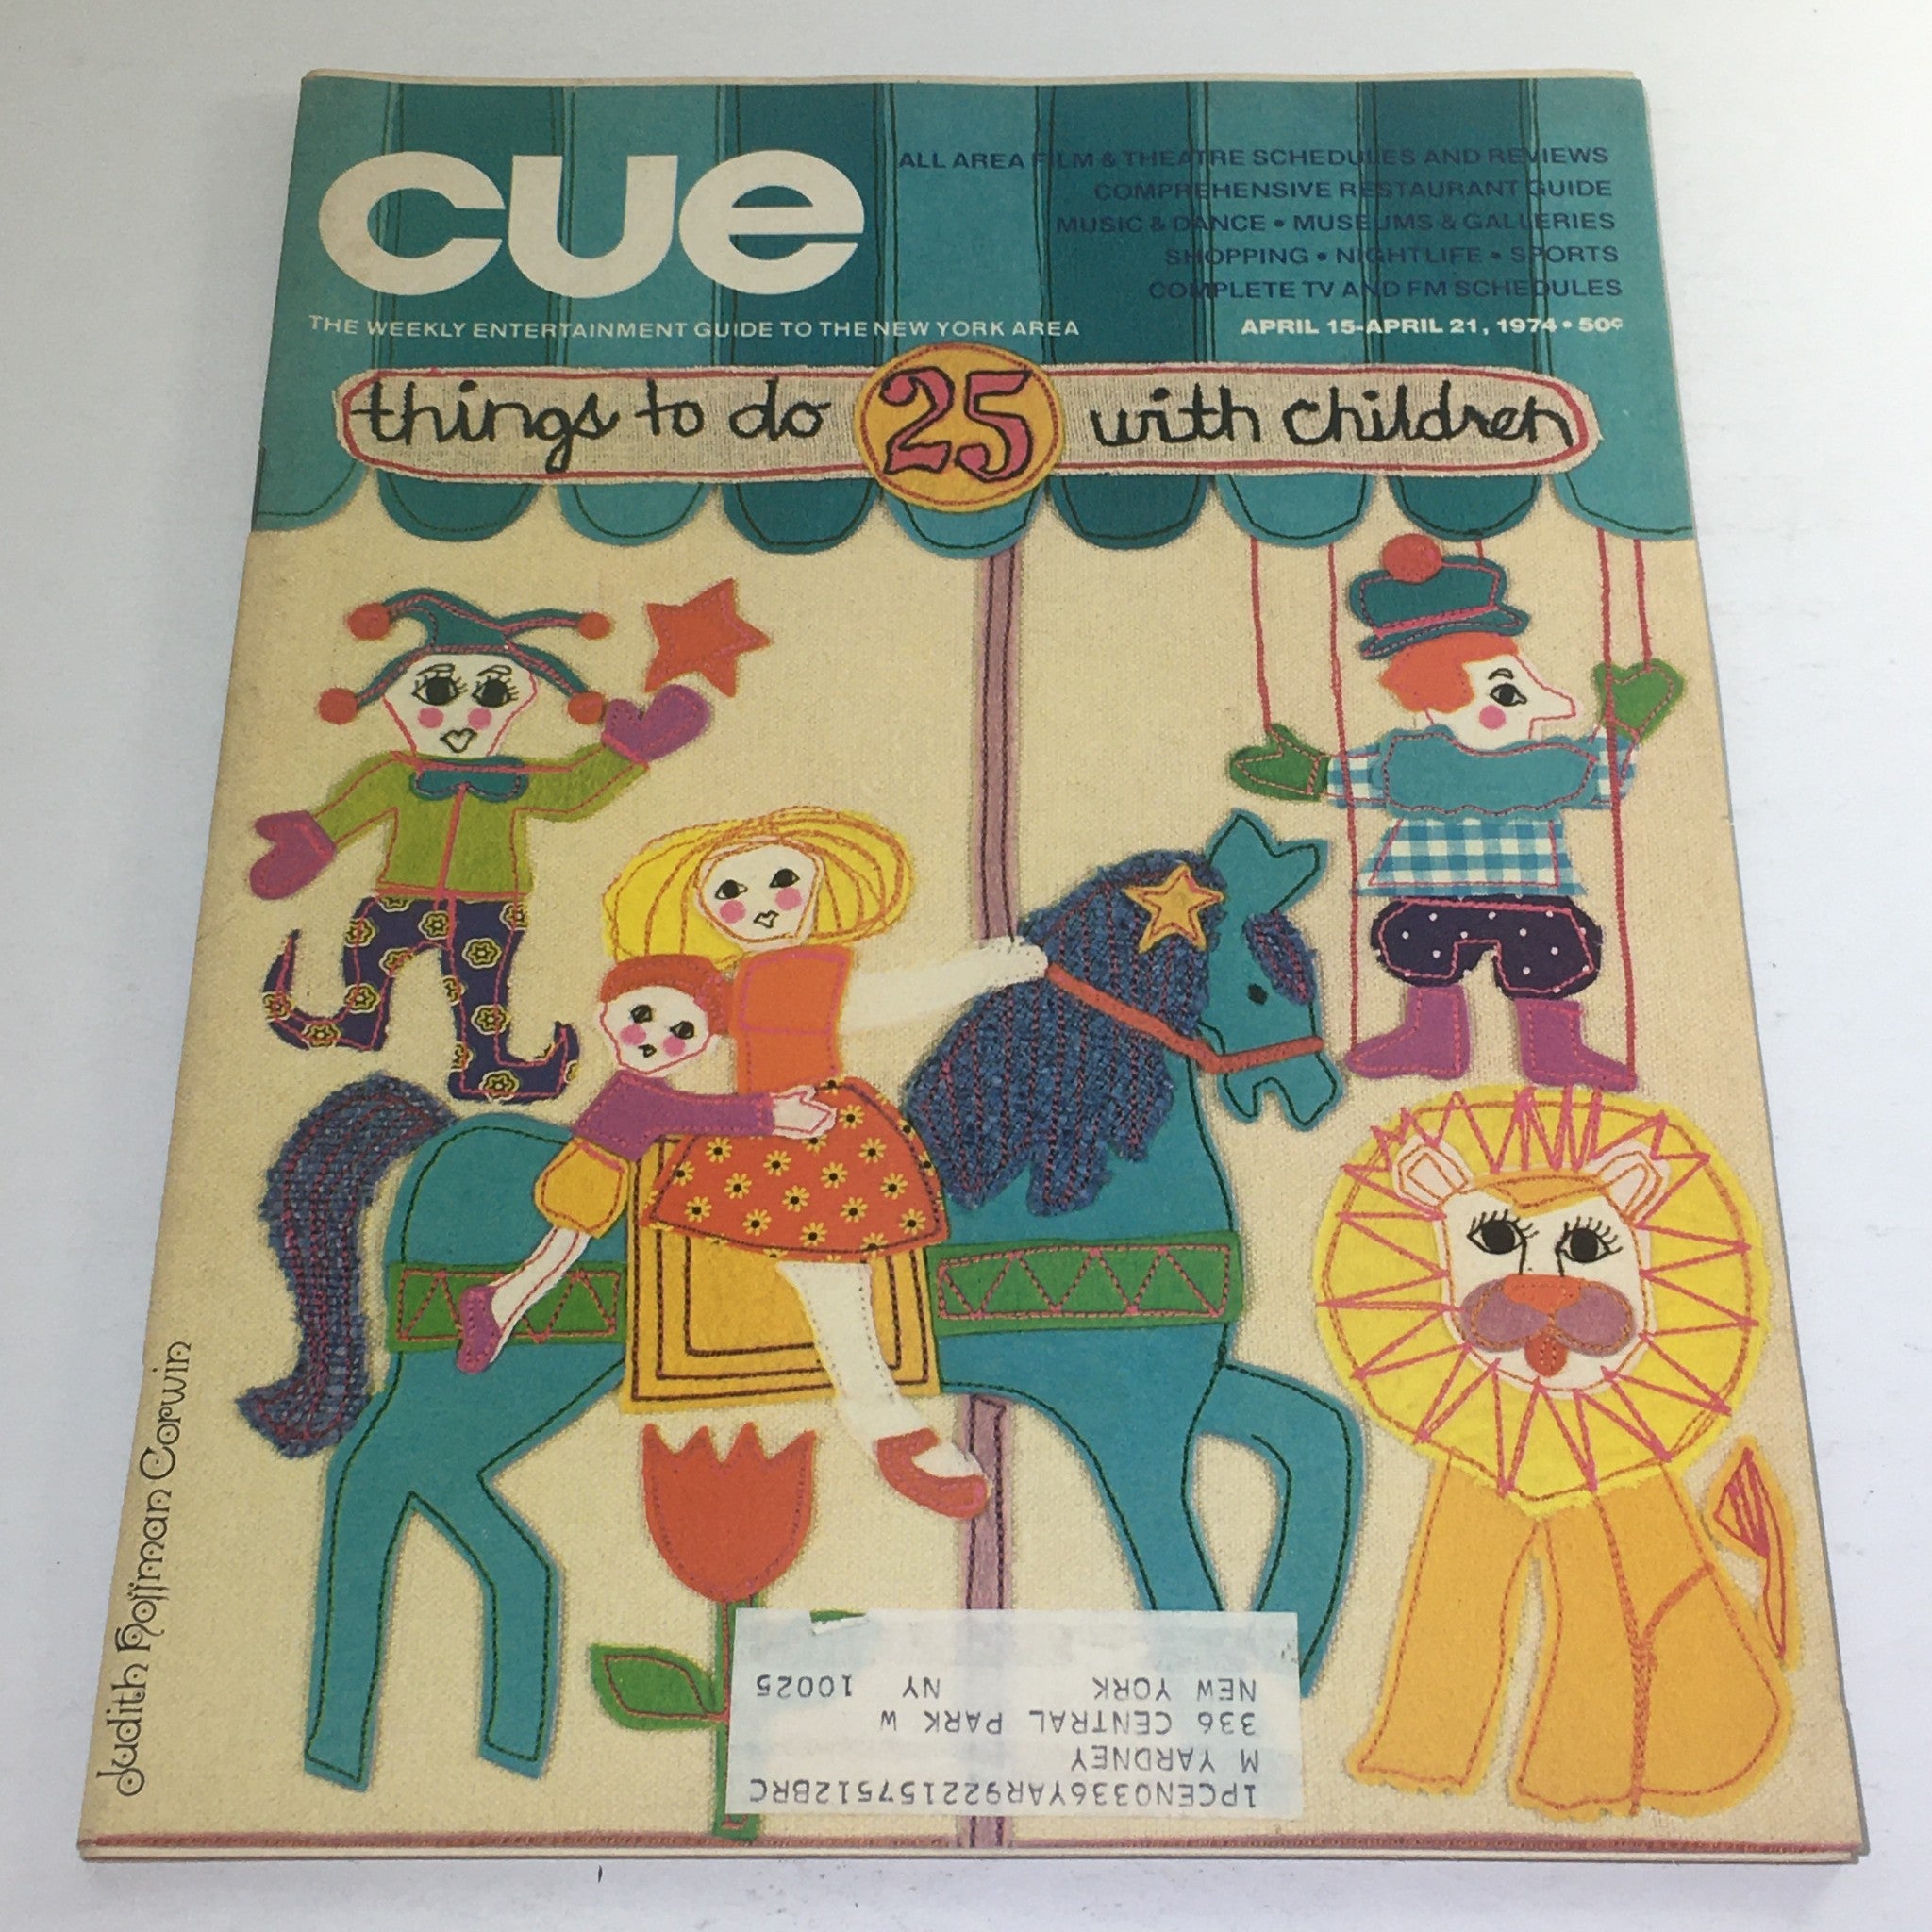 cue
ALL AREA FILM & THEATRE SCHEDULES AND REVIEWS
COMPREHENSIVE RESTAURANT GUIDE
MUSIC & DANCE • MUSEUMS & GALLERIES
SHOPPING • NIGHTLIFE • SPORTS
COMPLETE TV AND FM SCHEDULES
THE WEEKLY ENTERTAINMENT GUIDE TO THE NEW YORK AREA
APRIL 15-APRIL 21, 1974 • 50¢
things to do 25 with children
Judith Hoffman Corwin
1PCEN0336YAR922157512BRC
M YARDNEY
336 CENTRAL PARK W
NEW YORK NY 10025